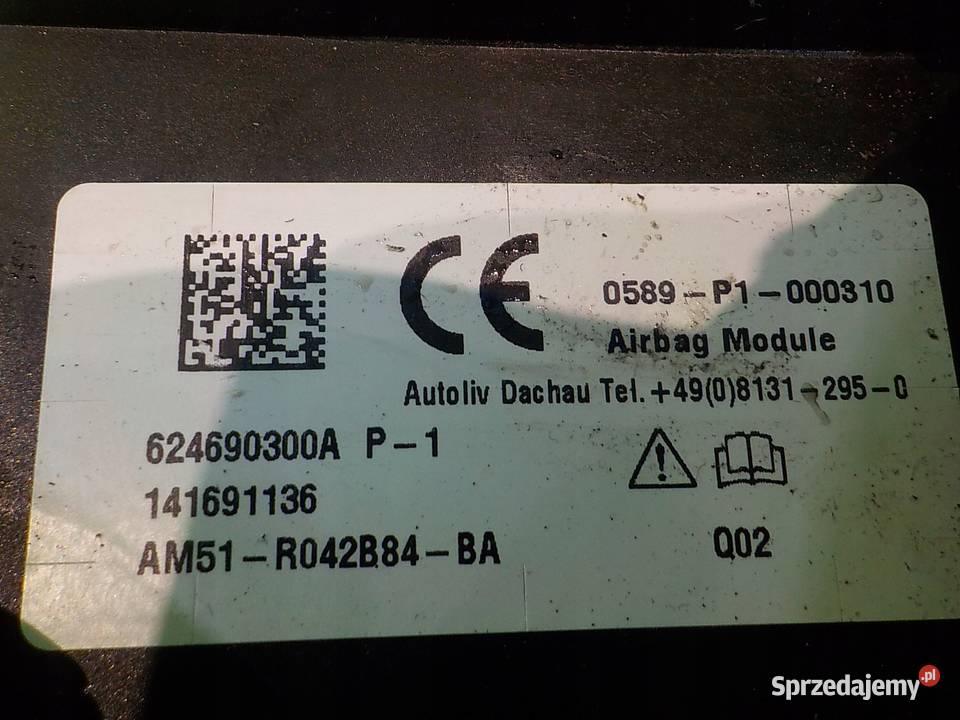 CE
0589-P1-000310
Airbag Module
Autoliv Dachau Tel. +49(0)8131-295-0
624690300A P-1
141691136
AM51-R042B84-BA
Q02
Sprzedajemy.pl